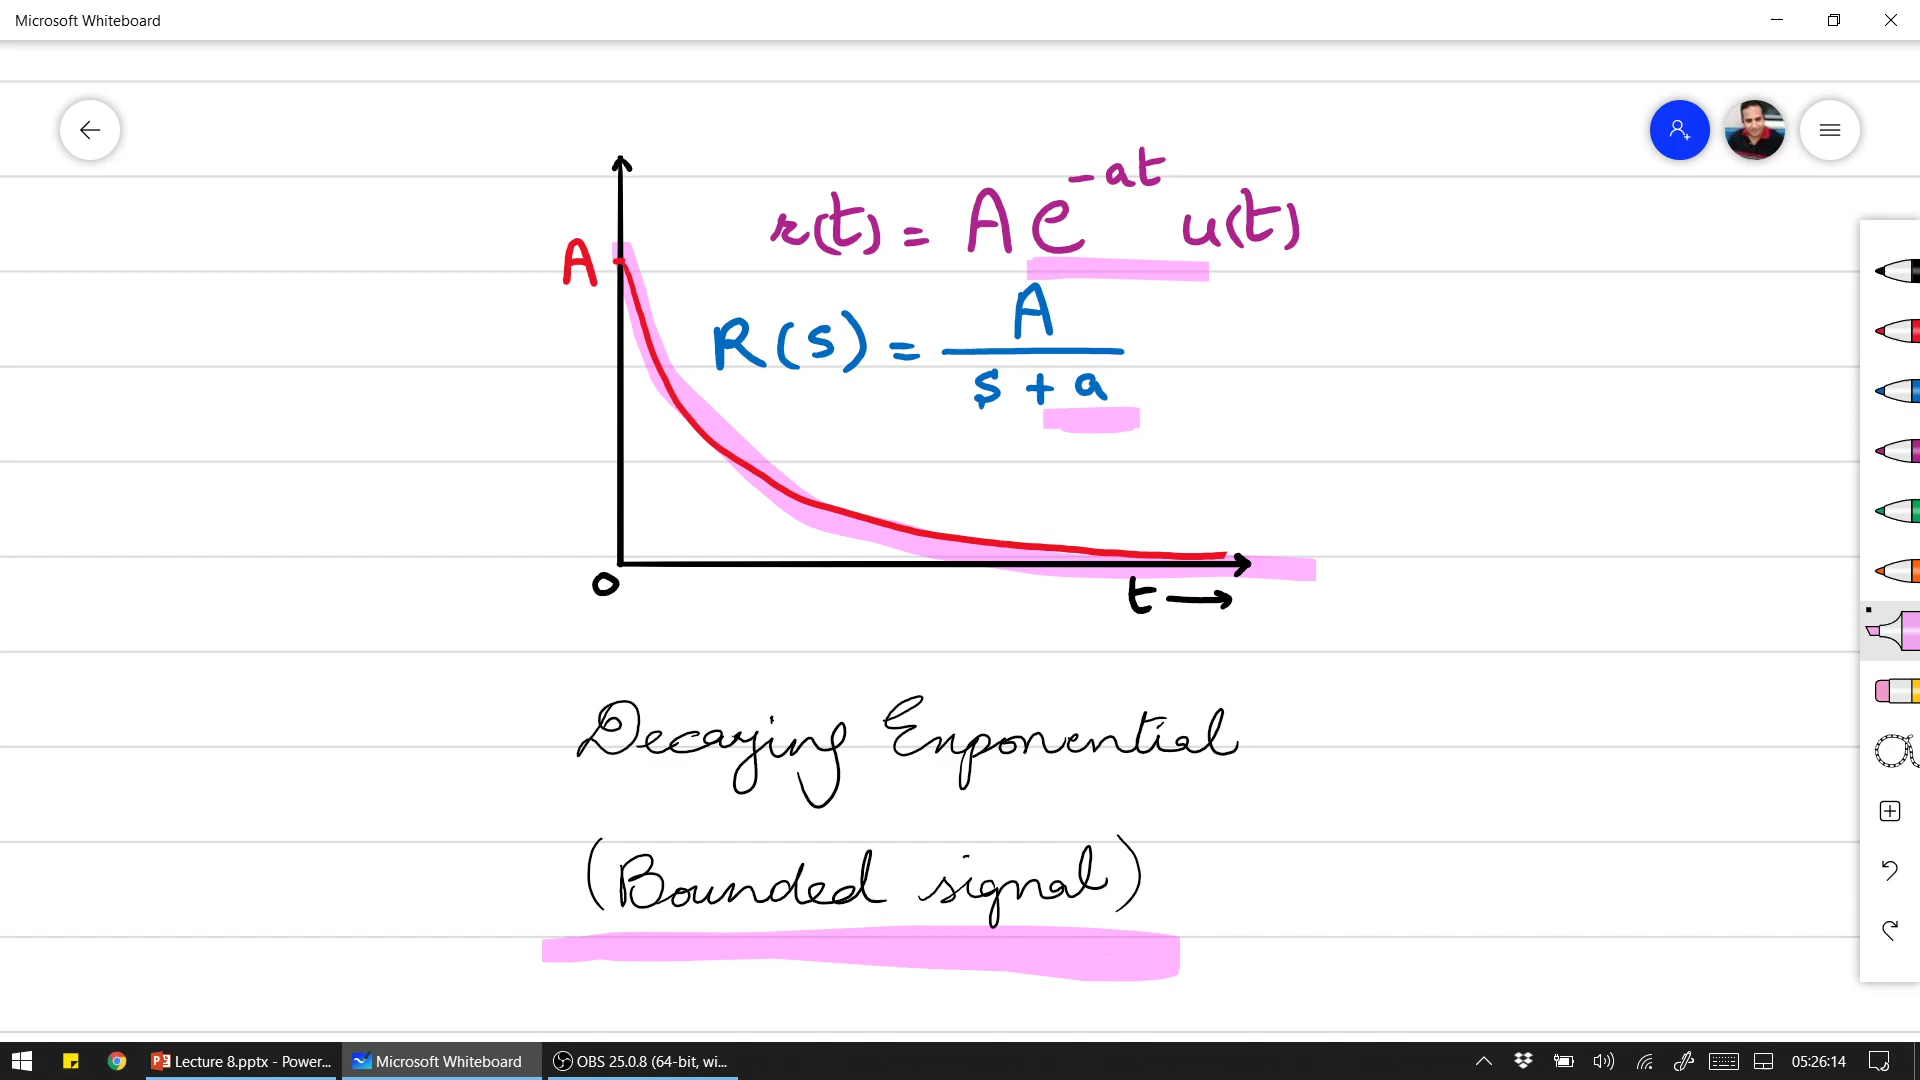 Microsoft Whiteboard
r(t) = A e^{-at} u(t)
A
R(s) = A / (s + a)
0
t →
Decaying Exponential
(Bounded signal)
Lecture 8.pptx - Power...
Microsoft Whiteboard
OBS 25.0.8 (64-bit, wi...
05:26:14